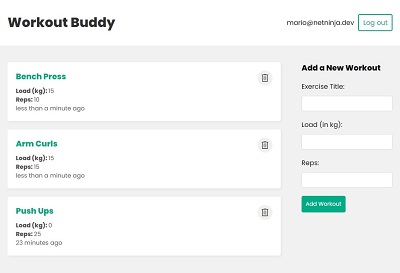 Workout Buddy
mario@netninja.dev
Log out
Bench Press
Load (kg): 15
Reps: 10
less than a minute ago
Arm Curls
Load (kg): 15
Reps: 15
less than a minute ago
Push Ups
Load (kg): 0
Reps: 25
23 minutes ago
Add a New Workout
Exercise Title:
Load (in kg):
Reps:
Add Workout